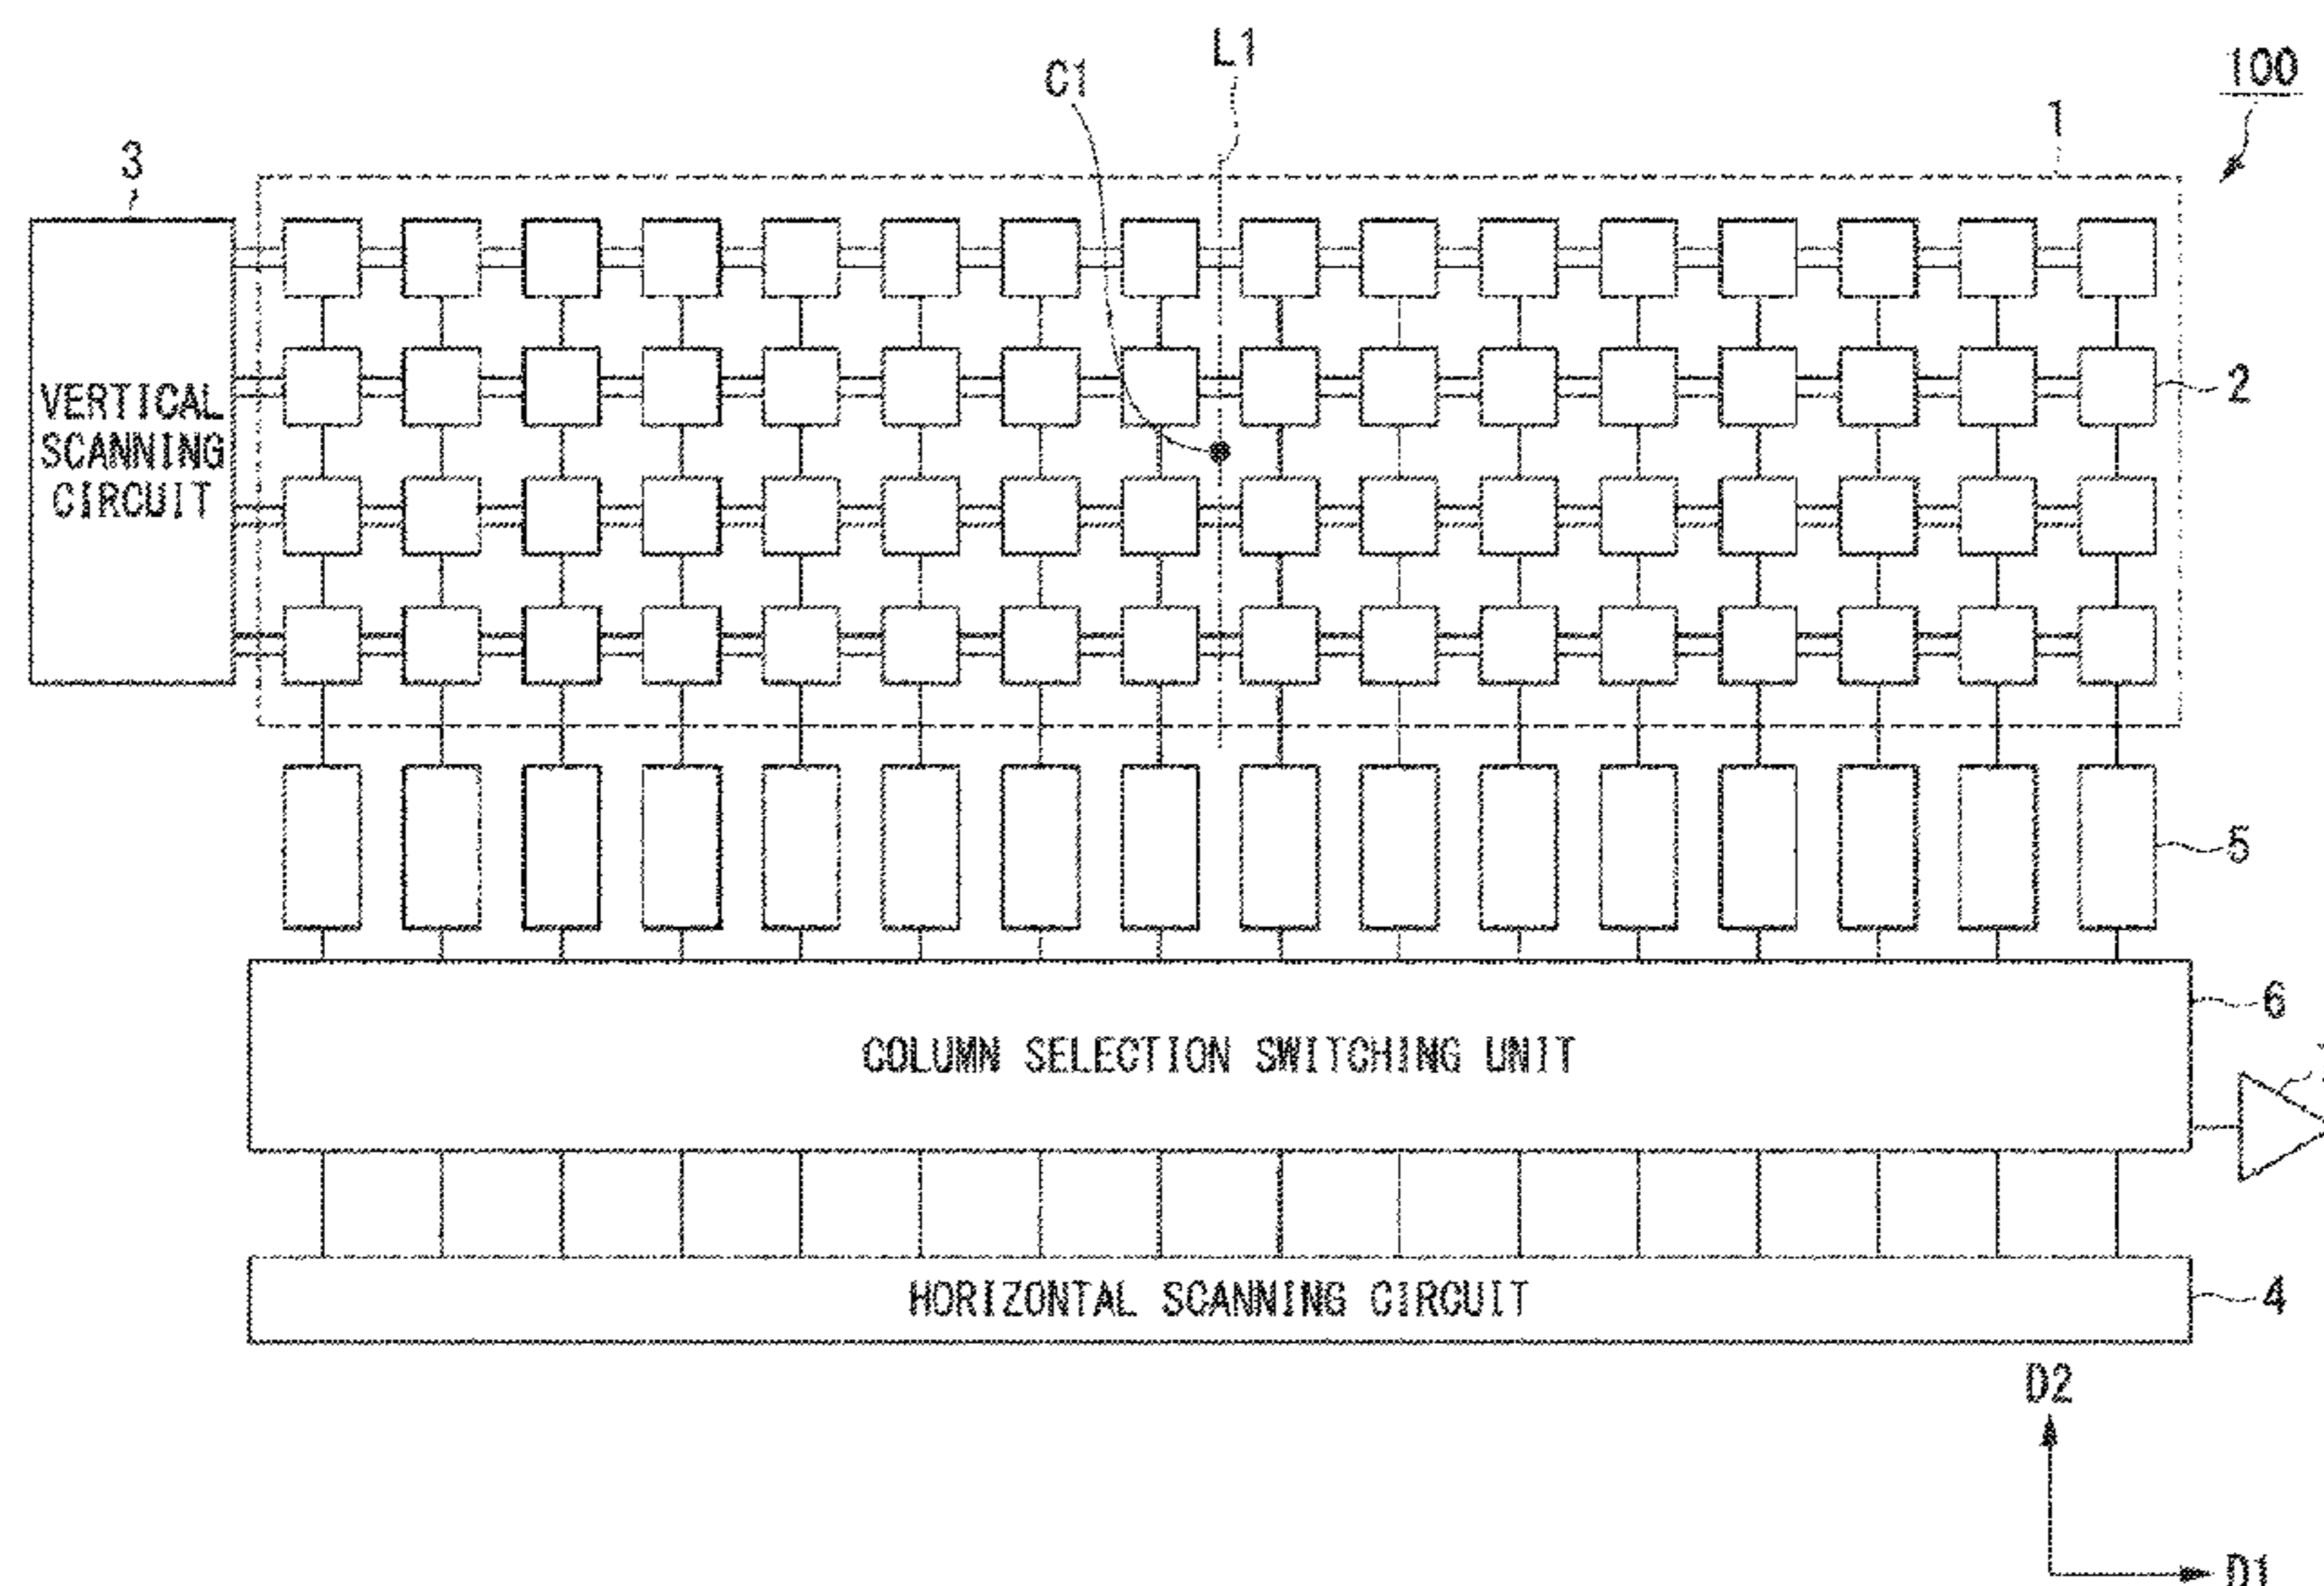 L1
C1
100
1
3
VERTICAL
SCANNING
CIRCUIT
2
5
6
COLUMN SELECTION SWITCHING UNIT
HORIZONTAL SCANNING CIRCUIT
4
D2
D1